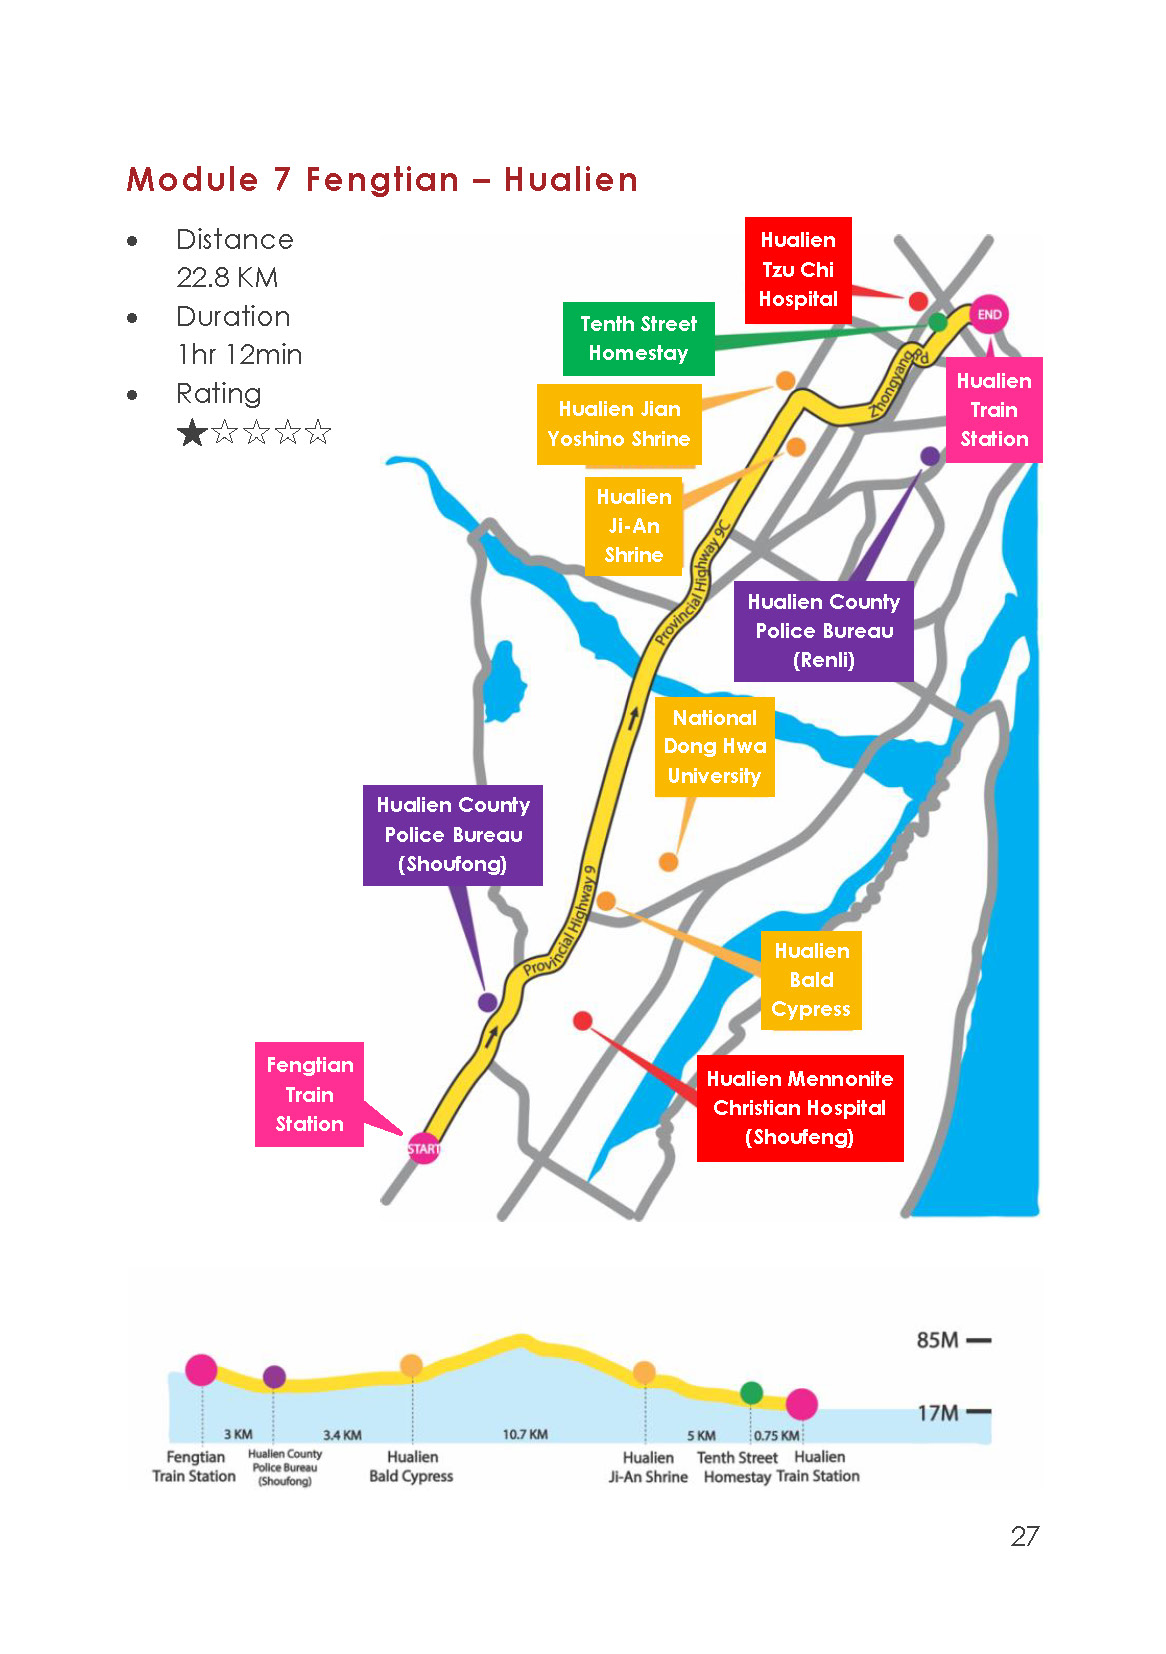 Module 7 Fengtian – Hualien
• Distance
22.8 KM
• Duration
1hr 12min
• Rating
★☆☆☆☆
Hualien
Tzu Chi
Hospital
Tenth Street
Homestay
END
Hualien
Train
Station
Hualien Jian
Yoshino Shrine
Zhongyang Rd
Hualien
Ji-An
Shrine
Provincial Highway 9C
Hualien County
Police Bureau
(Renli)
National
Dong Hwa
University
Hualien County
Police Bureau
(Shoufong)
Provincial Highway 9
Hualien
Bald
Cypress
Fengtian
Train
Station
START
Hualien Mennonite
Christian Hospital
(Shoufeng)
85M
17M
3 KM
3.4 KM
10.7 KM
5 KM
0.75 KM
Fengtian
Train Station
Hualien County
Police Bureau
(Shoufong)
Hualien
Bald Cypress
Hualien
Ji-An Shrine
Tenth Street
Homestay
Hualien
Train Station
27